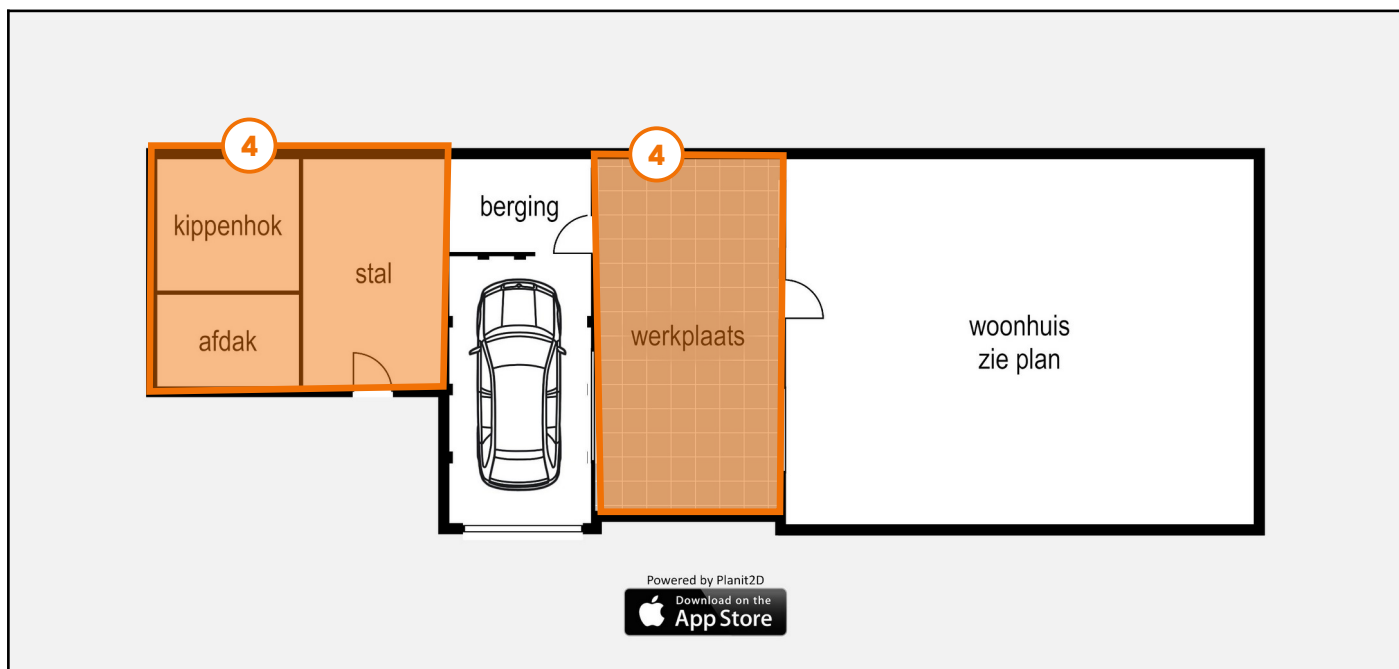 4
4
kippenhok
berging
stal
afdak
werkplaats
woonhuis
zie plan
Powered by Planit2D
Download on the
App Store